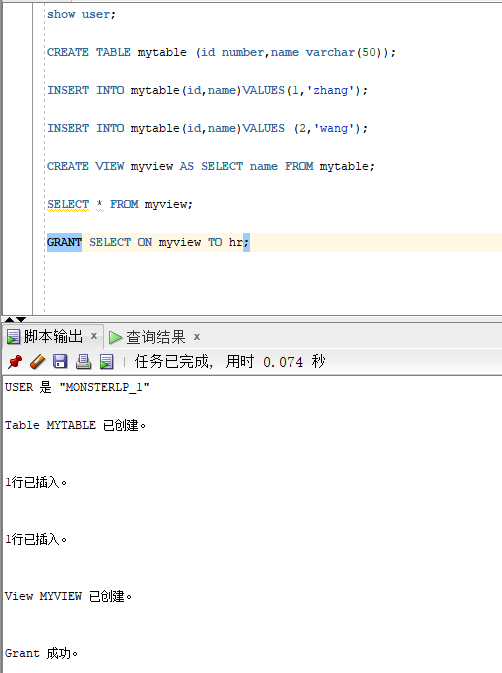 show user;
CREATE TABLE mytable (id number,name varchar(50));
INSERT INTO mytable(id,name)VALUES(1,'zhang');
INSERT INTO mytable(id,name)VALUES (2,'wang');
CREATE VIEW myview AS SELECT name FROM mytable;
SELECT * FROM myview;
GRANT SELECT ON myview TO hr;
脚本输出 x 查询结果 x
任务已完成, 用时 0.074 秒
USER 是 "MONSTERLP_1"
Table MYTABLE 已创建。
1行已插入。
1行已插入。
View MYVIEW 已创建。
Grant 成功。